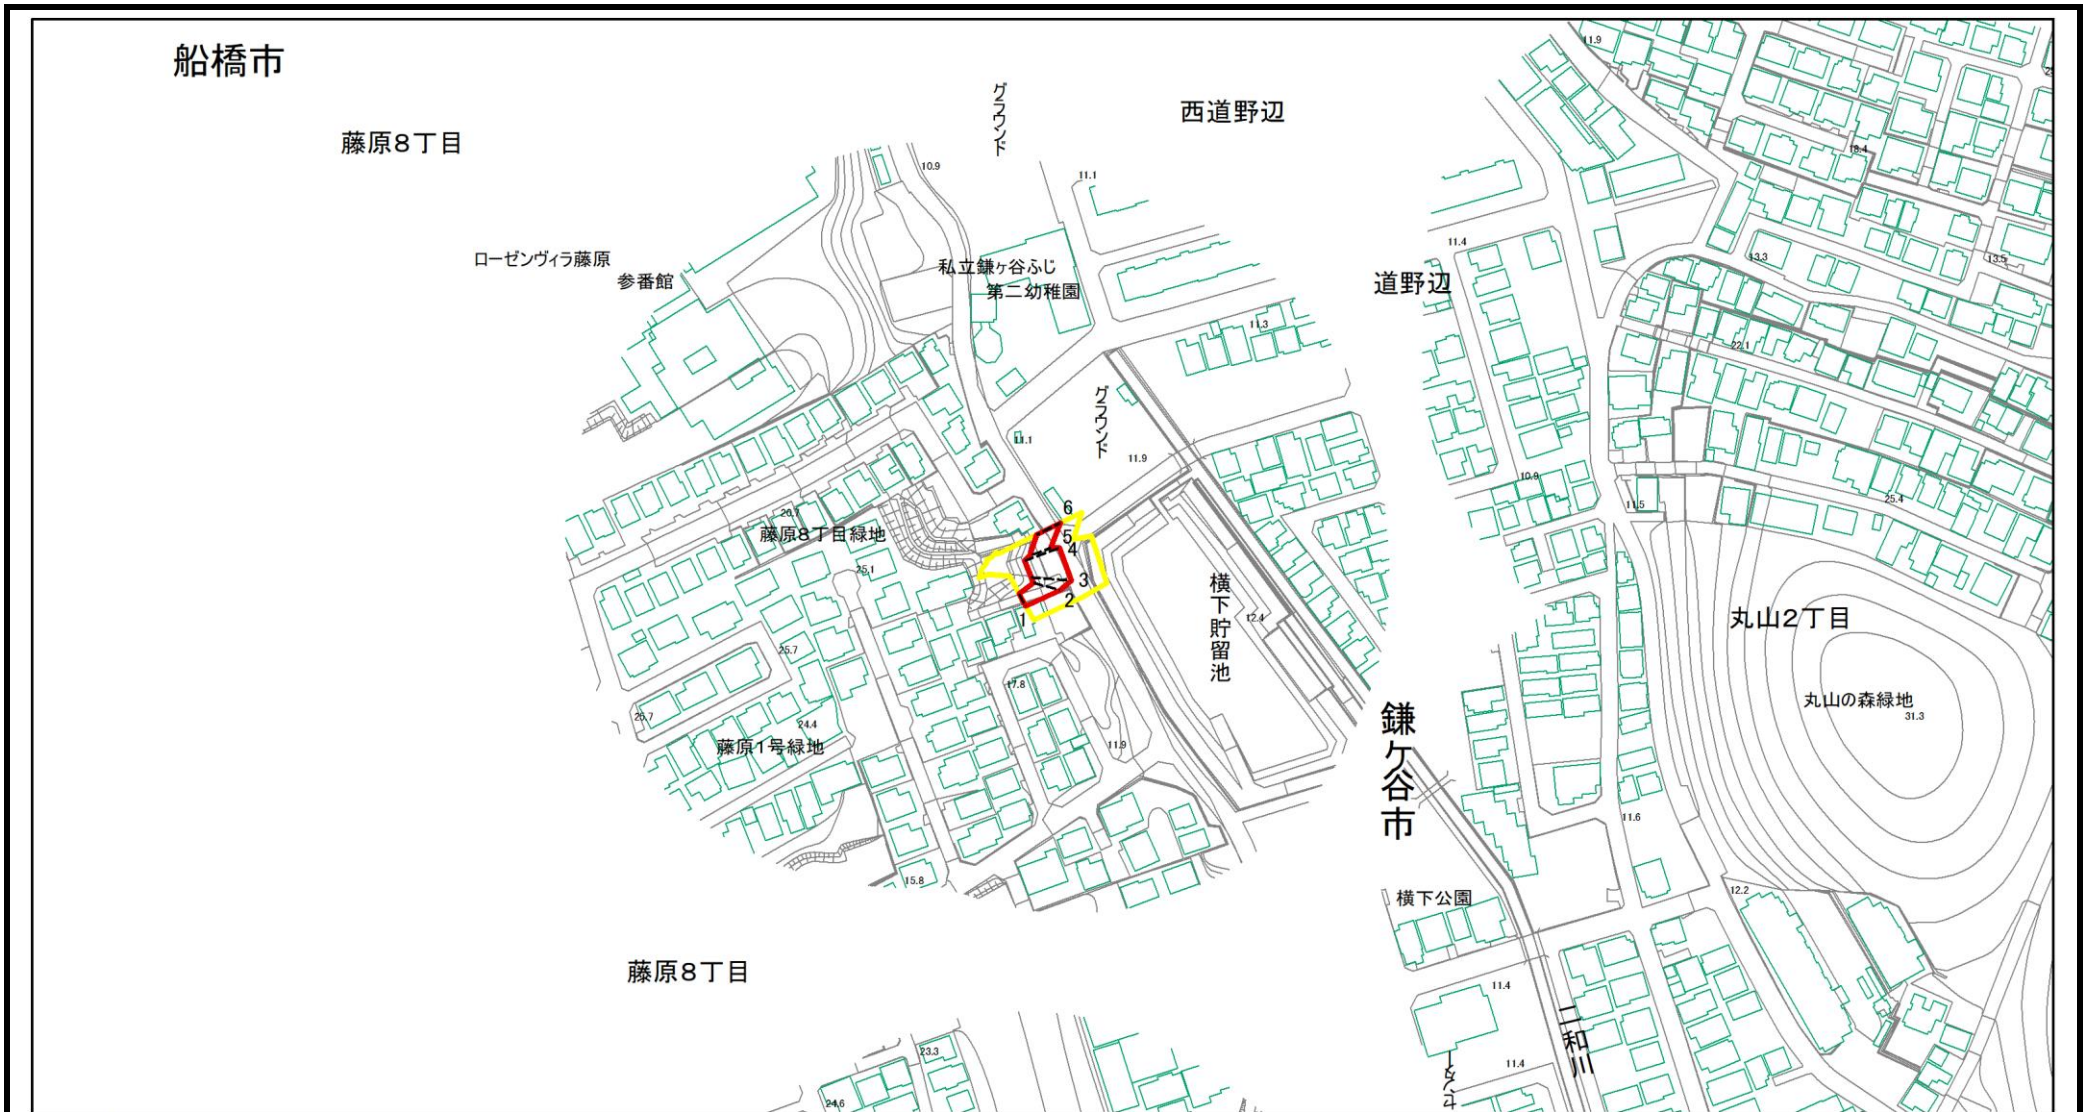 船橋市
藤原8丁目
グラウンド
西道野辺
11.9
18.4
10.9
11.1
ローゼンヴィラ藤原
参番館
私立鎌ヶ谷ふじ
第二幼稚園
11.4
道野辺
13.3
13.5
11.3
22.1
グラウンド
11.1
11.9
10.9
11.5
25.4
20.7
藤原8丁目緑地
25.1
6
5
4
3
2
1
横下貯留池
12.4
丸山2丁目
25.7
17.8
丸山の森緑地
31.3
25.7
24.4
藤原1号緑地
11.9
鎌ケ谷市
11.6
15.8
12.2
横下公園
藤原8丁目
11.4
二和川
23.3
11.4
24.6